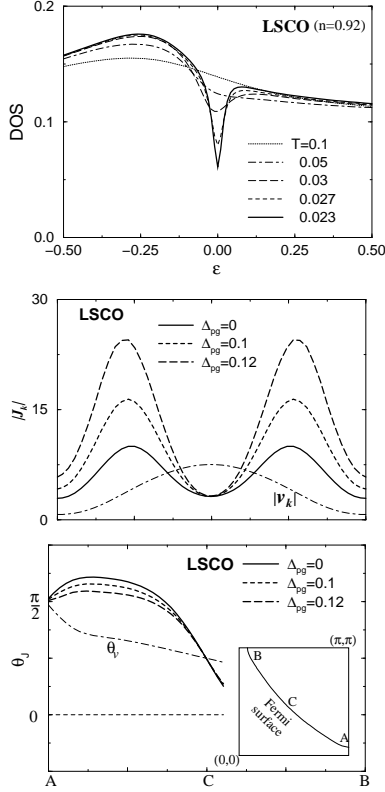 0.2
LSCO (n=0.92)
DOS
0.1
T=0.1
0.05
0.03
0.027
0.023
0.0
−0.50 −0.25 0.00 0.25 0.50
ε
30
LSCO
Δpg=0
Δpg=0.1
Δpg=0.12
|Jk|
15
|vk|
0
LSCO
Δpg=0
Δpg=0.1
Δpg=0.12
π
2
θJ
θv
0
(π,π)
B
C
A
Fermi
surface
(0,0)
A C B